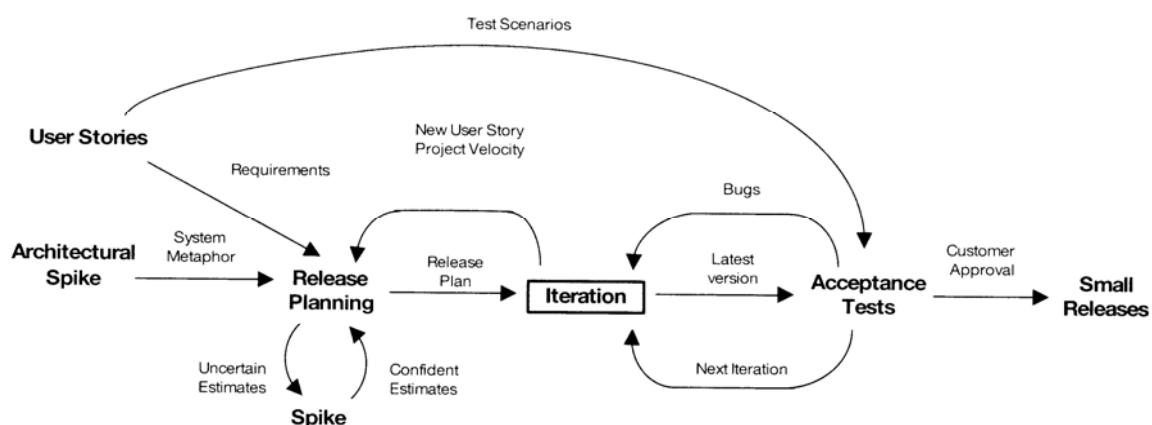 Test Scenarios
User Stories
New User Story
Project Velocity
Requirements
Bugs
Architectural
Spike
System
Metaphor
Release
Planning
Release
Plan
Iteration
Latest
version
Acceptance
Tests
Customer
Approval
Small
Releases
Uncertain
Estimates
Confident
Estimates
Next Iteration
Spike